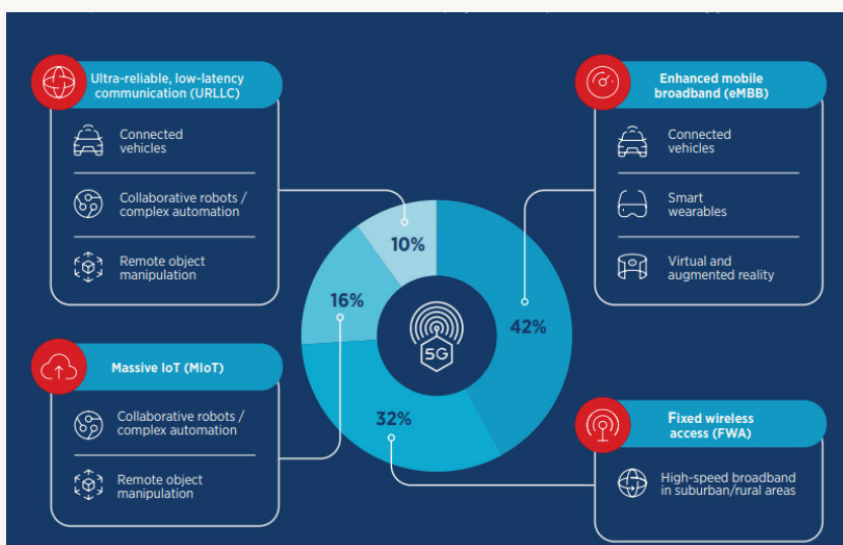 Ultra-reliable, low-latency
communication (URLLC)
Connected
vehicles
Collaborative robots /
complex automation
Remote object
manipulation
Enhanced mobile
broadband (eMBB)
Connected
vehicles
Smart
wearables
Virtual and
augmented reality
10%
16%
42%
5G
32%
Massive IoT (MIoT)
Collaborative robots /
complex automation
Remote object
manipulation
Fixed wireless
access (FWA)
High-speed broadband
in suburban/rural areas